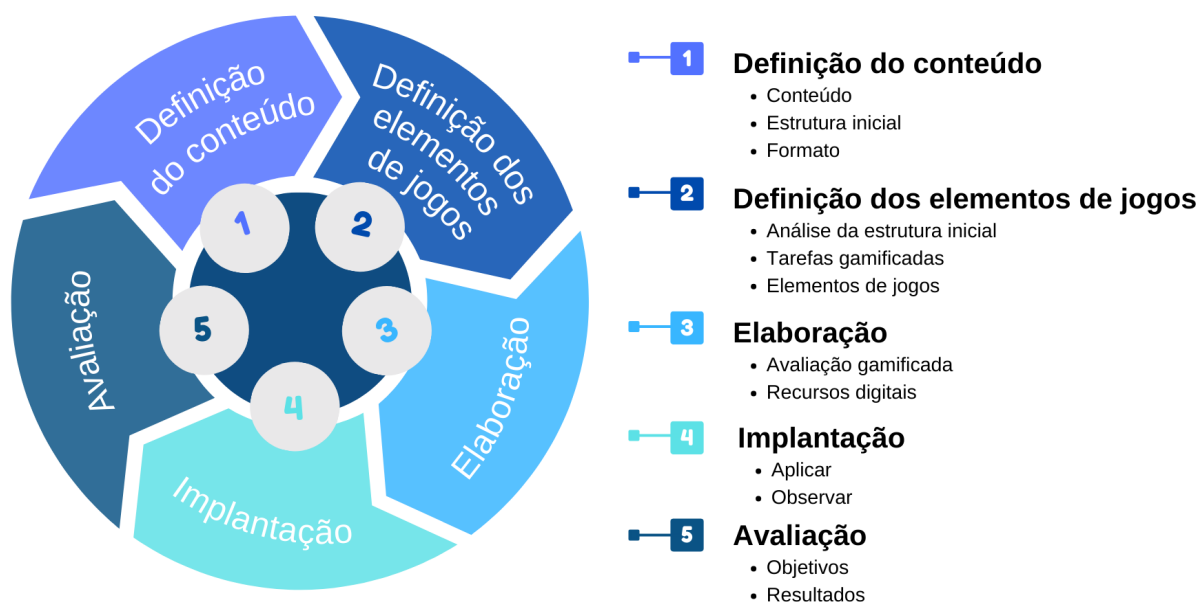 Definição
do conteúdo
Definição dos
elementos
de jogos
Elaboração
Implantação
Avaliação
1
2
3
4
5
1
Definição do conteúdo
• Conteúdo
• Estrutura inicial
• Formato
2
Definição dos elementos de jogos
• Análise da estrutura inicial
• Tarefas gamificadas
• Elementos de jogos
3
Elaboração
• Avaliação gamificada
• Recursos digitais
4
Implantação
• Aplicar
• Observar
5
Avaliação
• Objetivos
• Resultados